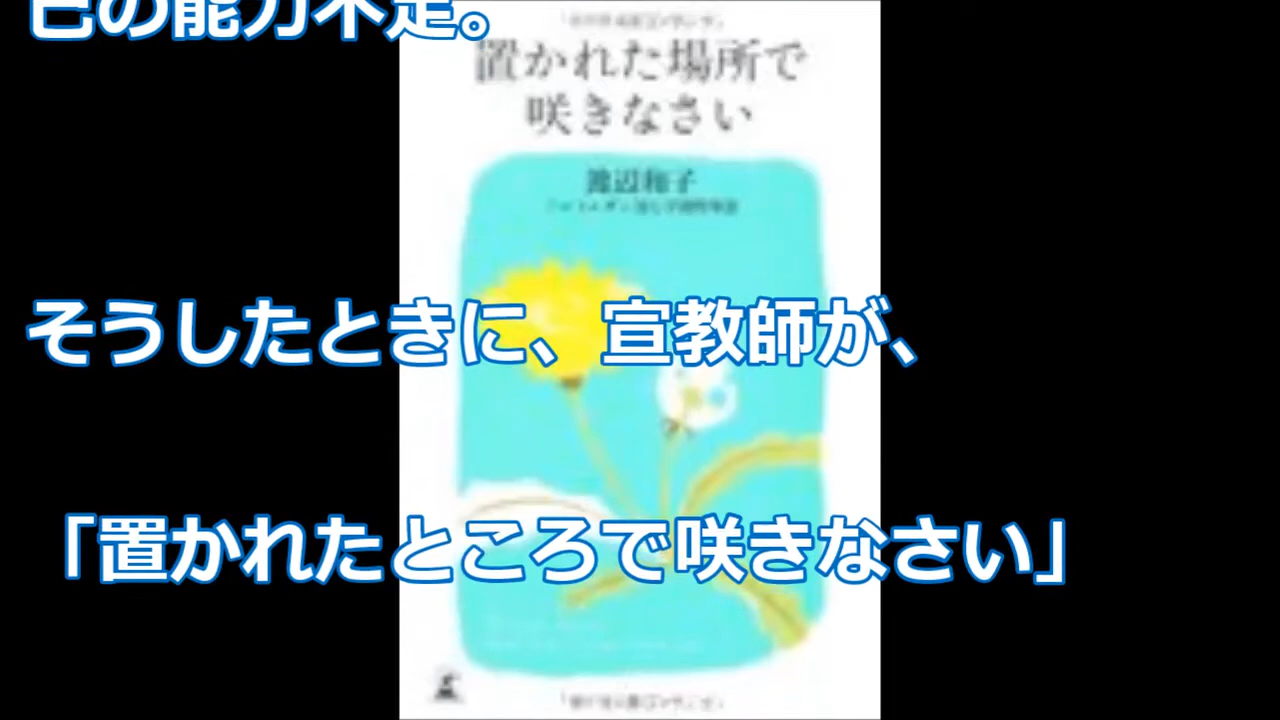 己の能力不足。
置かれた場所で
咲きなさい
渡辺和子
そうしたときに、宣教師が、
「置かれたところで咲きなさい」